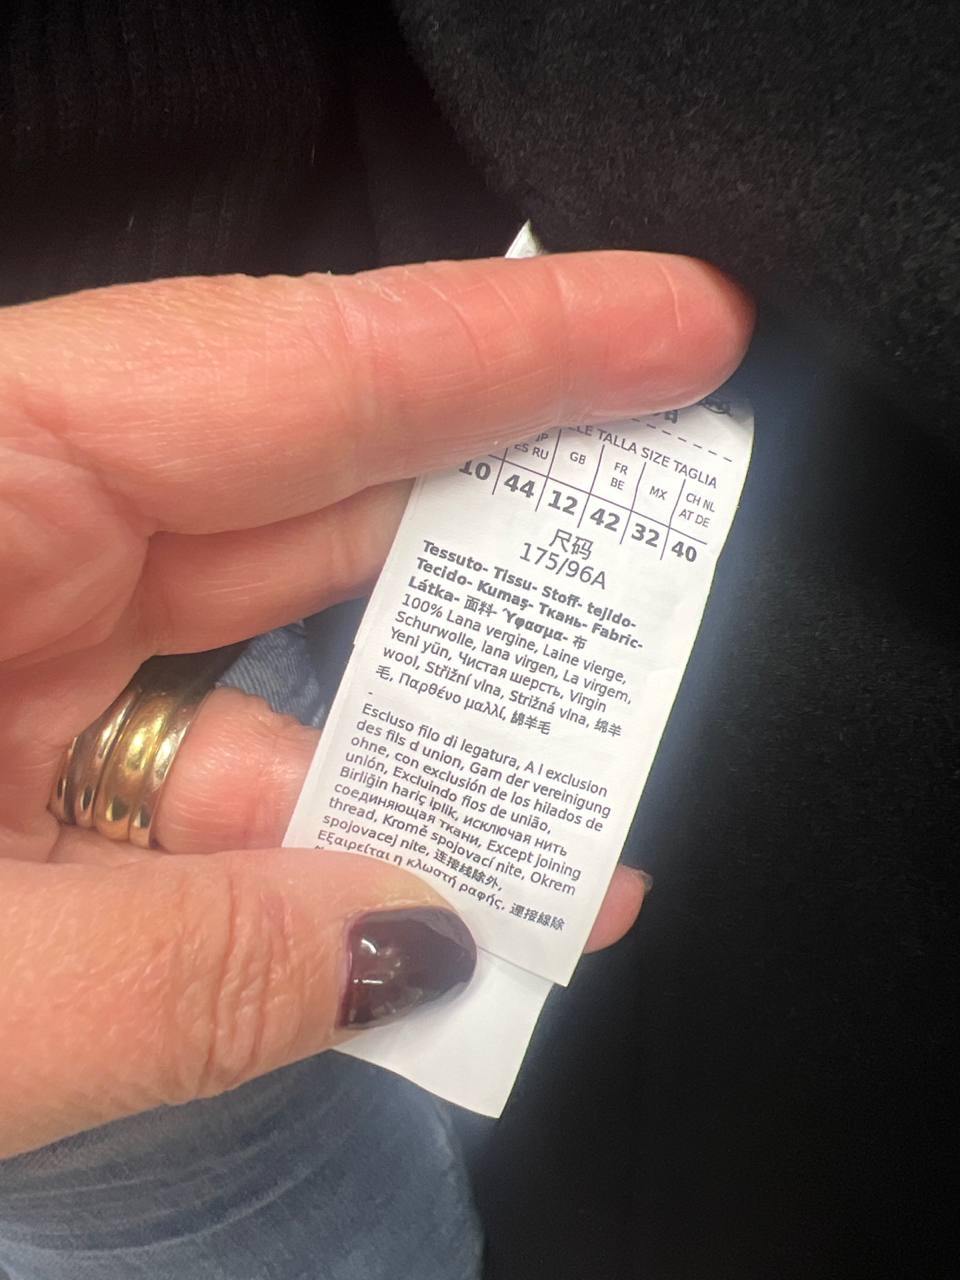 TALLA SIZE TAGLIA
JP
ES RU
GB
FR
BE
MX
CH NL
AT DE
10 44 12 42 32 40
尺码
175/96A
Tessuto- Tissu- Stoff- tejido-
Tecido- Kumaş- Ткань- Fabric-
Látka- 面料- Ύφασμα- 布
100% Lana vergine, Laine vierge,
Schurwolle, lana virgen, La virgem,
Yeni yün, Чистая шерсть, Virgin
wool, Střižní vlna, Strižná vlna, 绵羊
毛, Παρθένο μαλλί, 綿羊毛
-
Escluso filo di legatura, A l exclusion
des fils d union, Gam der vereinigung
ohne, con exclusión de los hilados de
unión, Excluindo fios de união,
Birliğin hariç iplik, исключая нить
соединяющая ткани, Except joining
thread, Kromě spojovací nite, Okrem
spojovacej nite, 连接线除外,
Εξαιρείται η κλωστή ραφής, 連接線除